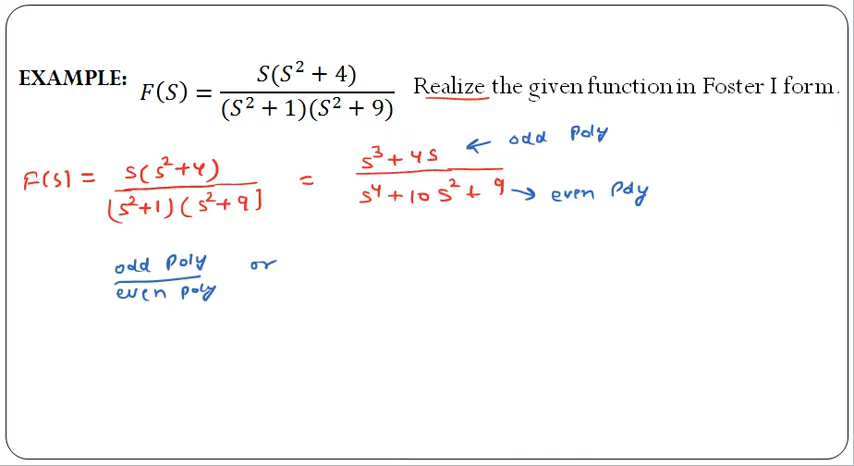 EXAMPLE: F(S) = S(S² + 4) / (S² + 1)(S² + 9) Realize the given function in Foster I form.
F(s) = s(s²+4) / (s²+1)(s²+9] = s³+4s / s⁴+10s²+9
← odd poly
→ even poly
odd poly / even poly or